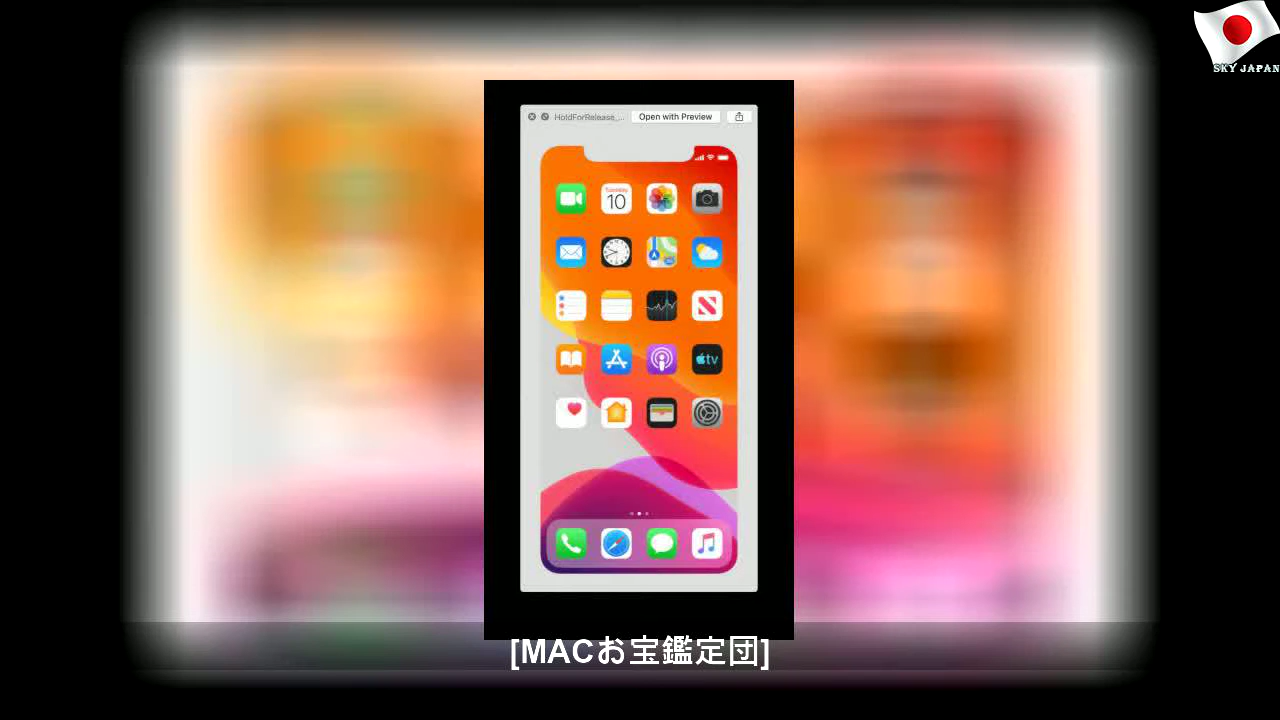 SKY JAPAN
HoldForRelease_... Open with Preview
Tuesday
10
tv
[MACお宝鑑定団]